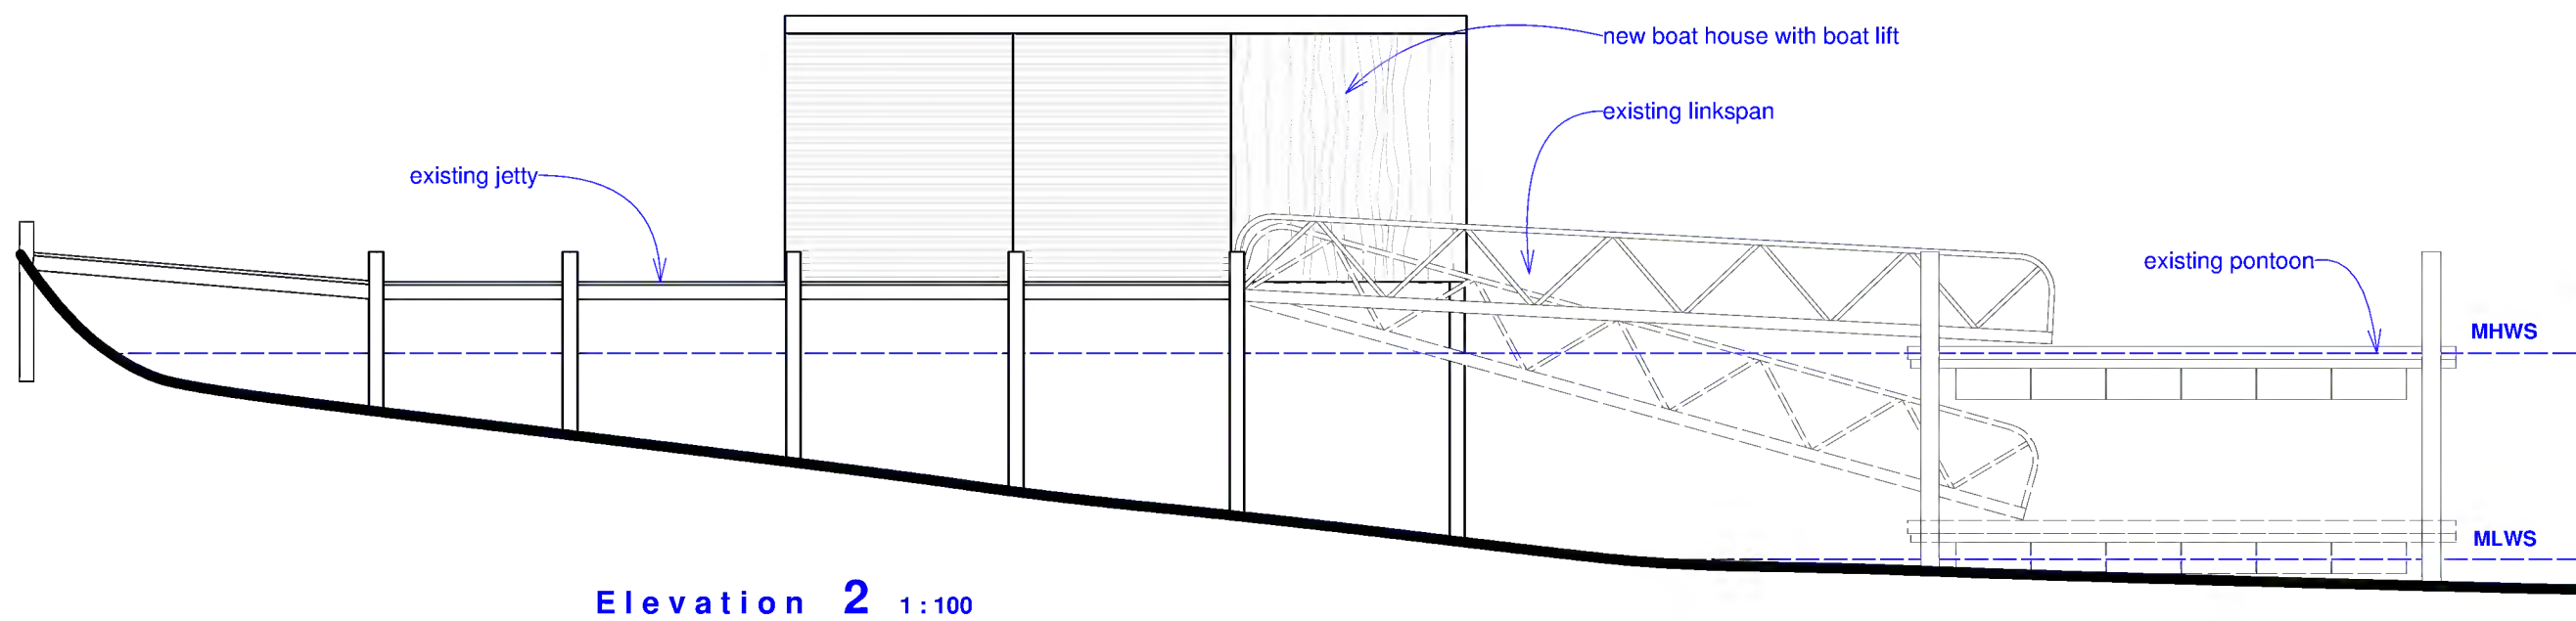 new boat house with boat lift
existing linkspan
existing jetty
existing pontoon
MHWS
MLWS
Elevation 2 1:100